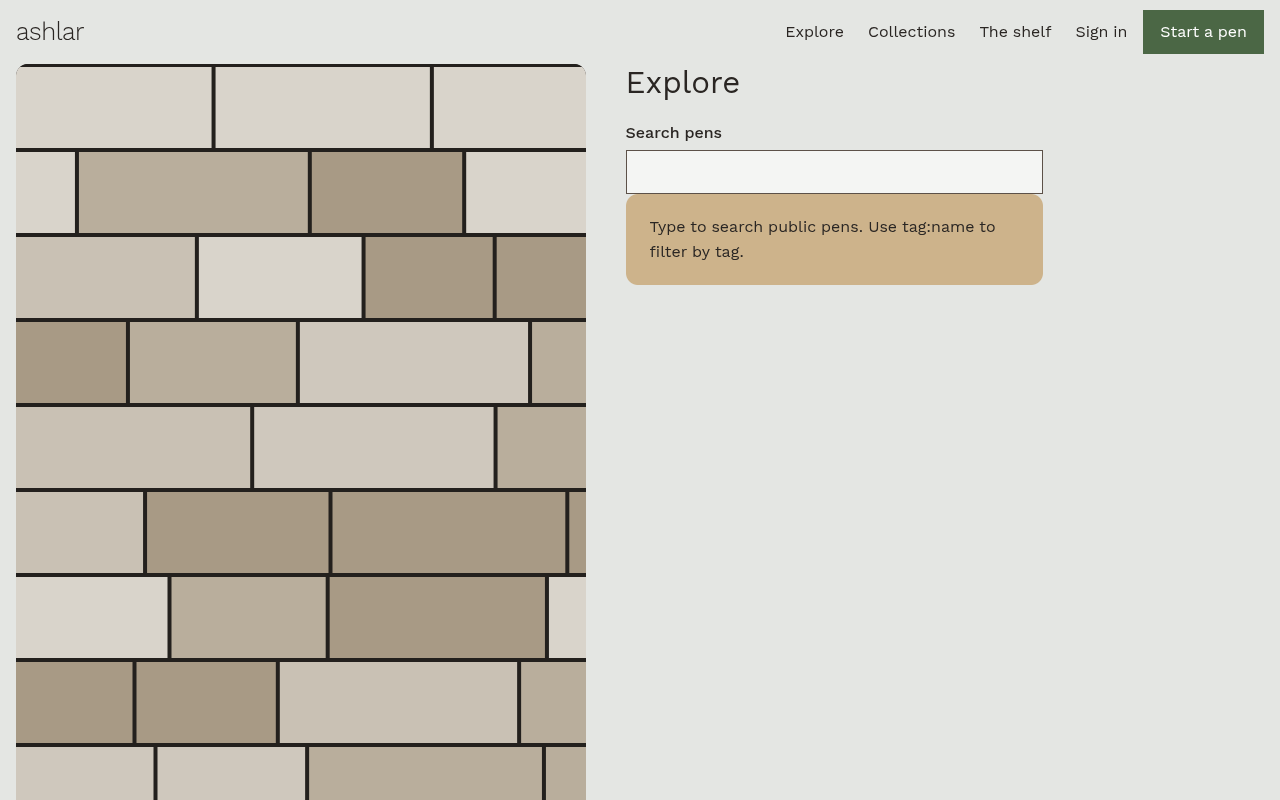 ashlar
Explore
Collections
The shelf
Sign in
Start a pen
Explore
Search pens
Type to search public pens. Use tag:name to
filter by tag.